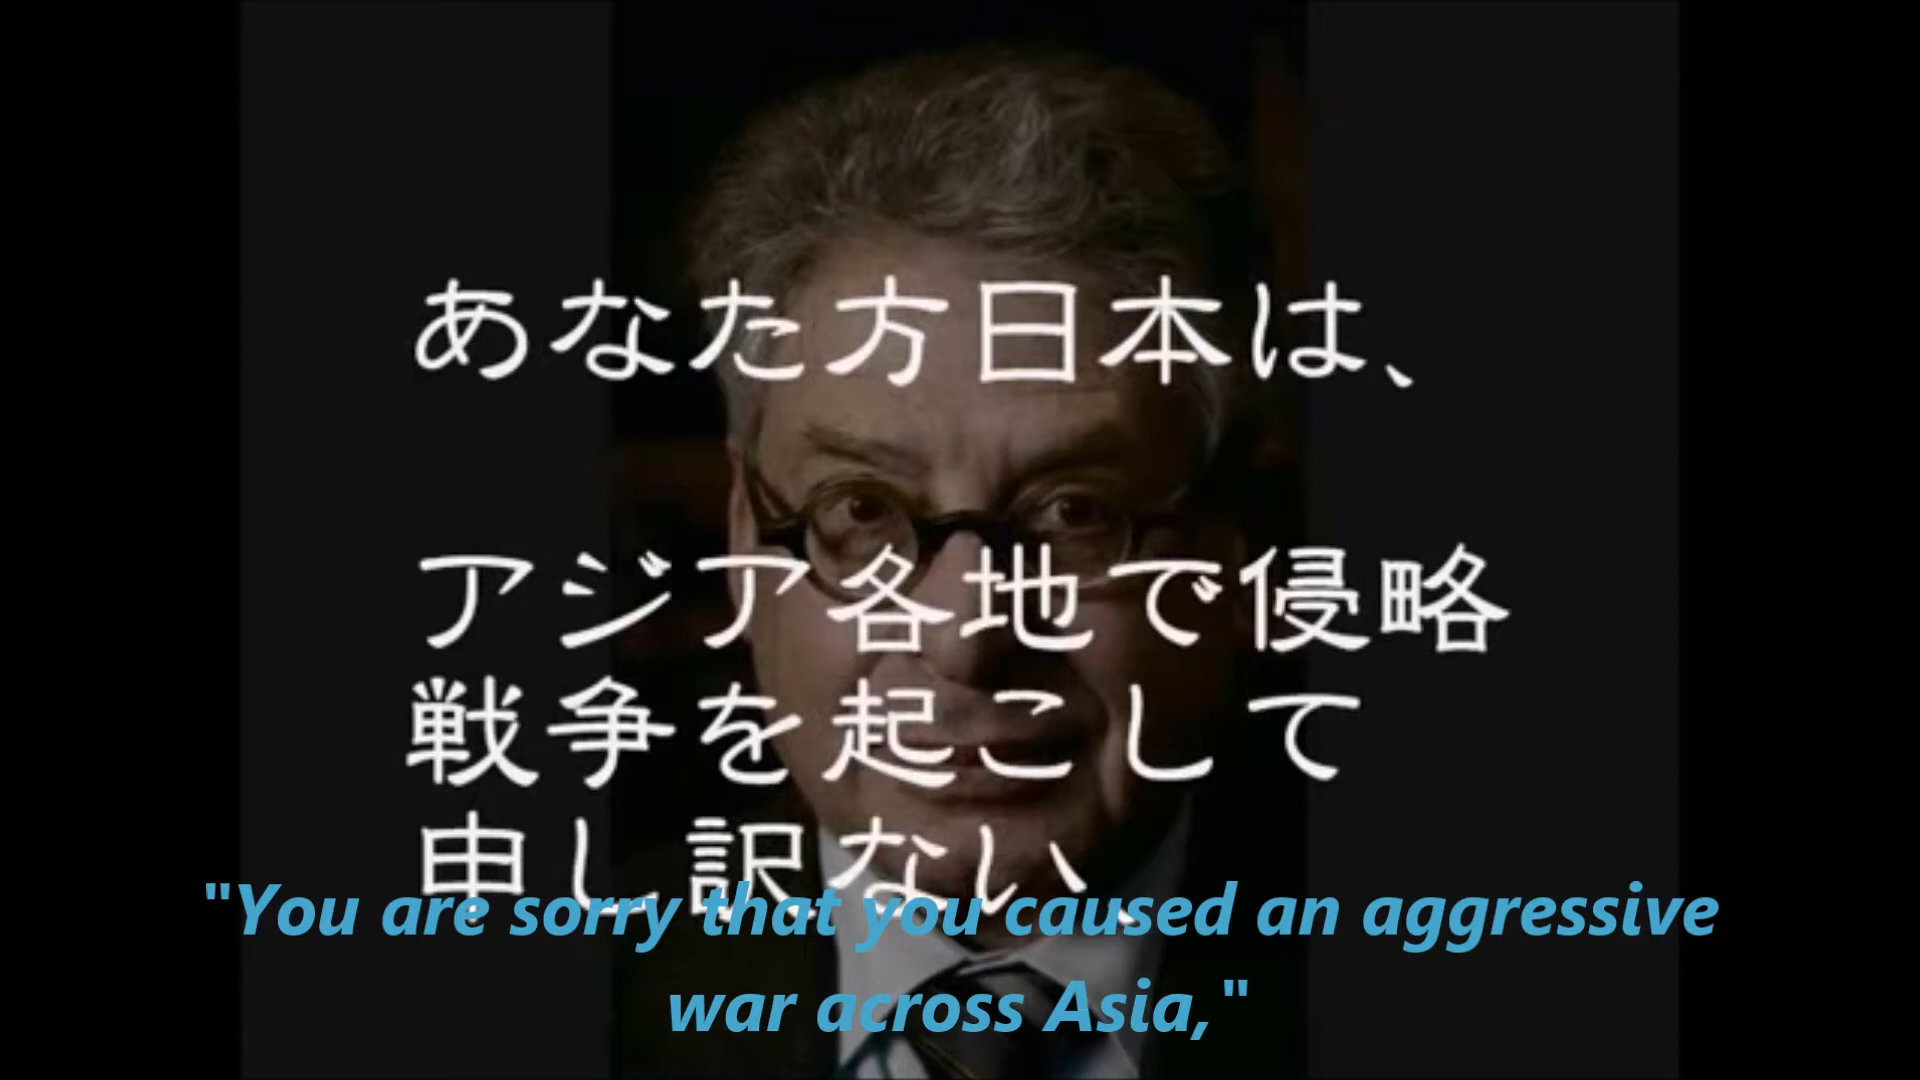 あなた方日本は、
アジア各地で侵略
戦争を起こして
申し訳ない、
"You are sorry that you caused an aggressive
war across Asia,"